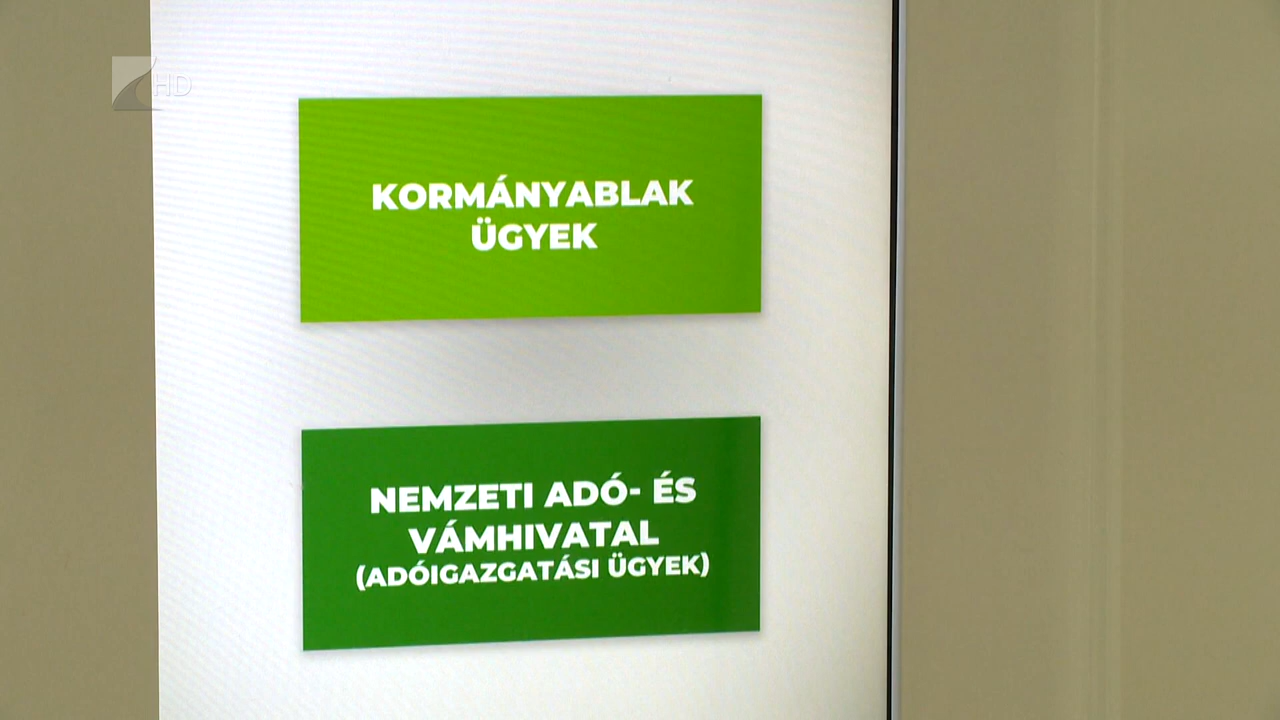 HD
KORMÁNYABLAK
ÜGYEK
NEMZETI ADÓ- ÉS
VÁMHIVATAL
(ADÓIGAZGATÁSI ÜGYEK)